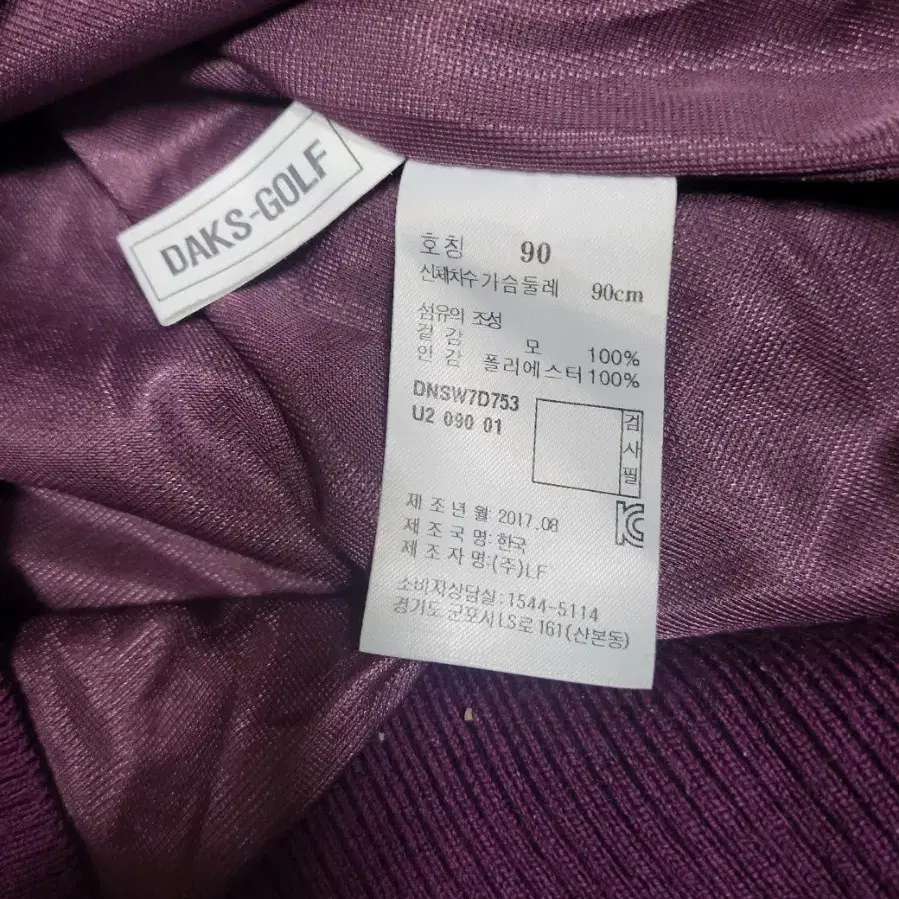 DAKS-GOLF
호칭 90
신체치수 가슴둘레 90cm
섬유의 조성
겉감 모 100%
안감 폴리에스터 100%
DNSW7D753
U2 090 01
검사필
제조년월: 2017.08
제조국명: 한국
제조자명: (주)LF
소비자상담실: 1544-5114
경기도 군포시 LS로 161(산본동)